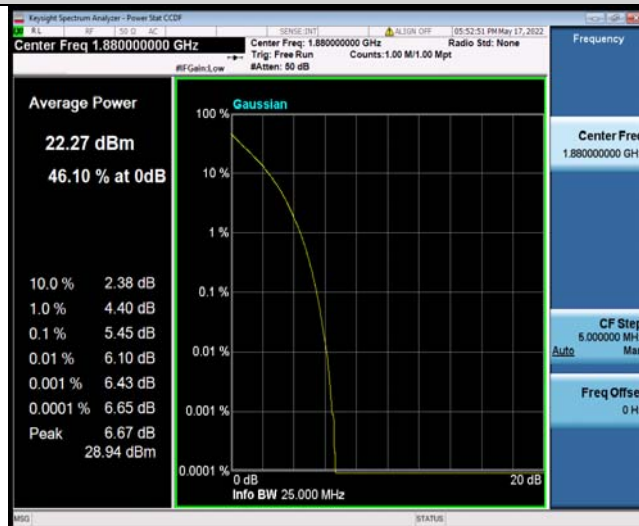 Keysight Spectrum Analyzer - Power Stat CCDF
RL RF 50 Ω AC SENSE:INT ALIGN OFF 05:52:51 PM May 17, 2022
Center Freq 1.880000000 GHz
Center Freq: 1.880000000 GHz Radio Std: None
Trig: Free Run Counts:1.00 M/1.00 Mpt
#IFGain:Low #Atten: 50 dB
Frequency
Average Power
22.27 dBm
46.10 % at 0dB
10.0 % 2.38 dB
1.0 % 4.40 dB
0.1 % 5.45 dB
0.01 % 6.10 dB
0.001 % 6.43 dB
0.0001 % 6.65 dB
Peak 6.67 dB
28.94 dBm
Gaussian
100 %
10 %
1 %
0.1 %
0.01 %
0.001 %
0.0001 %
0 dB 20 dB
Info BW 25.000 MHz
Center Fre
1.880000000 GH
CF Step
5.000000 MH
Auto Ma
Freq Offse
0 H
MSG STATUS